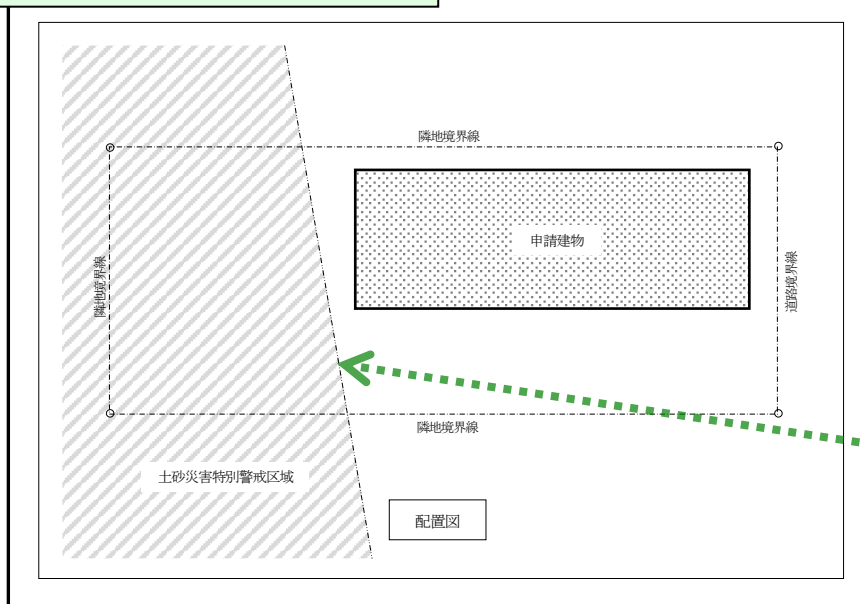 隣地境界線
申請建物
隣地境界線
道路境界線
隣地境界線
土砂災害特別警戒区域
配置図